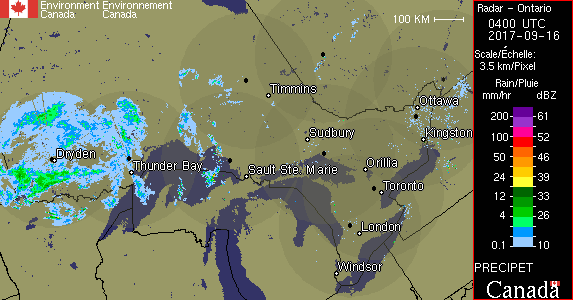 Environment Environnement
Canada Canada
100 KM
Timmins
Ottawa
Sudbury
Kingston
Dryden
Thunder Bay
Sault Ste. Marie
Orillia
Toronto
London
Windsor
Radar - Ontario
0400 UTC
2017-09-16
Scale/Échelle:
3.5 km/Pixel
Rain/Pluie
mm/hr dBZ
200 61
100 52
50 46
24 39
12 33
4 26
0.1 10
PRECIPET
Canada